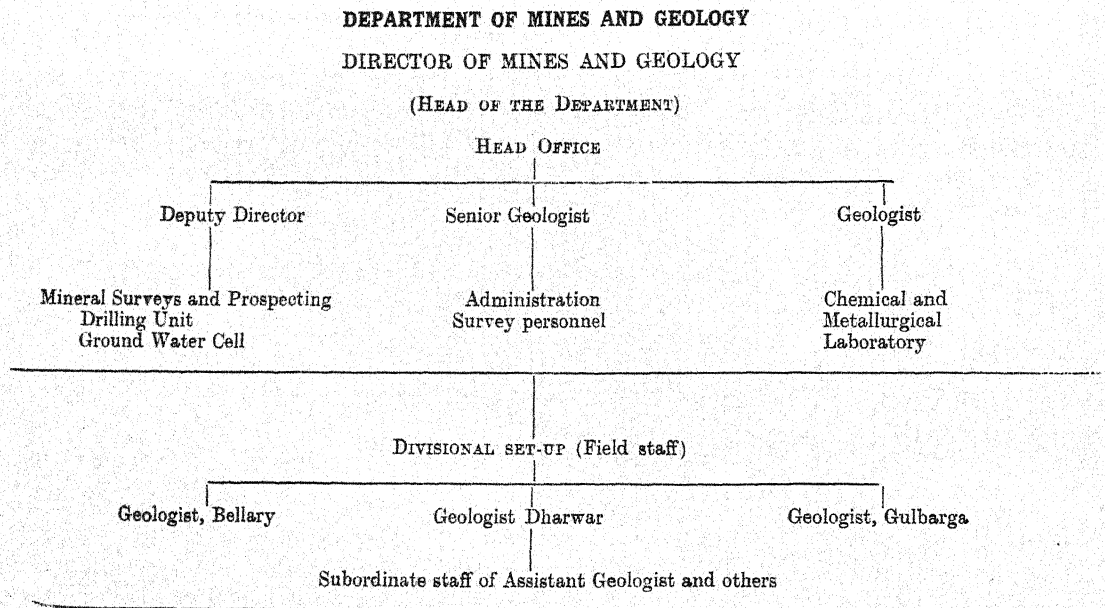 DEPARTMENT OF MINES AND GEOLOGY
DIRECTOR OF MINES AND GEOLOGY
(HEAD OF THE DEPARTMENT)
HEAD OFFICE
Deputy Director Senior Geologist Geologist
Mineral Surveys and Prospecting
Drilling Unit
Ground Water Cell
Administration
Survey personnel
Chemical and
Metallurgical
Laboratory
DIVISIONAL SET-UP (Field staff)
Geologist, Bellary Geologist Dharwar Geologist, Gulbarga
Subordinate staff of Assistant Geologist and others